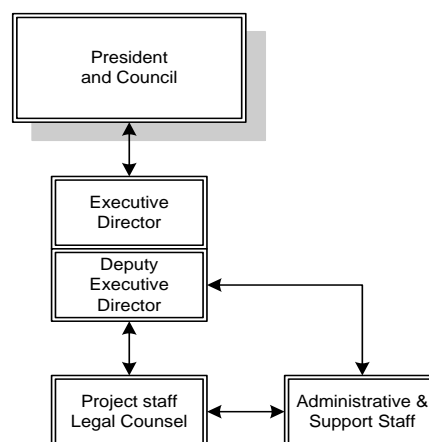 President
and Council
Executive
Director
Deputy
Executive
Director
Project staff
Legal Counsel
Administrative &
Support Staff